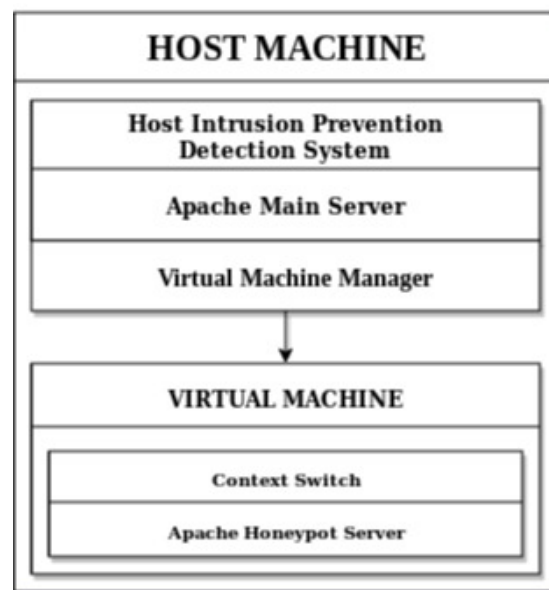 HOST MACHINE
Host Intrusion Prevention
Detection System
Apache Main Server
Virtual Machine Manager
VIRTUAL MACHINE
Context Switch
Apache Honeypot Server